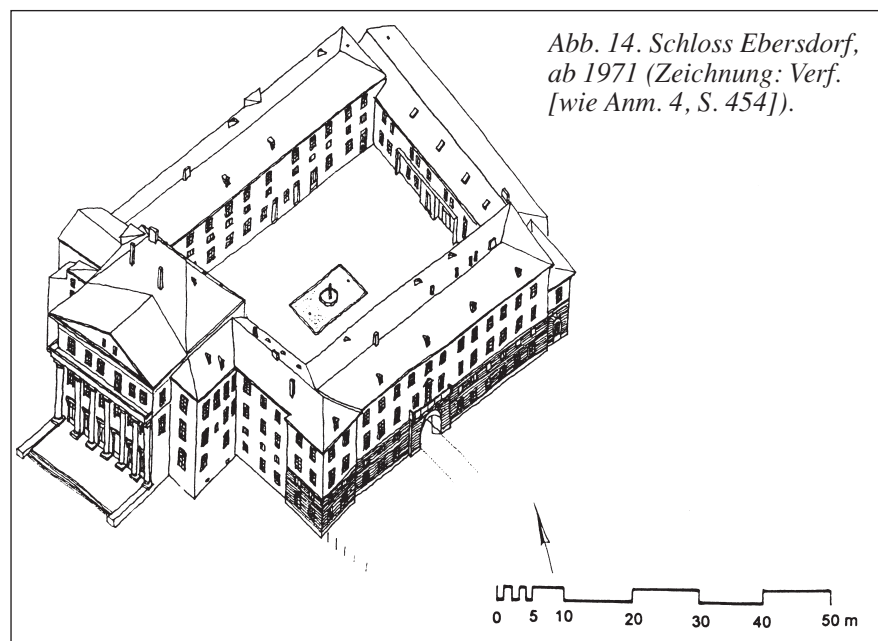 Abb. 14. Schloss Ebersdorf,
ab 1971 (Zeichnung: Verf.
[wie Anm. 4, S. 454]).
0 5 10 20 30 40 50 m